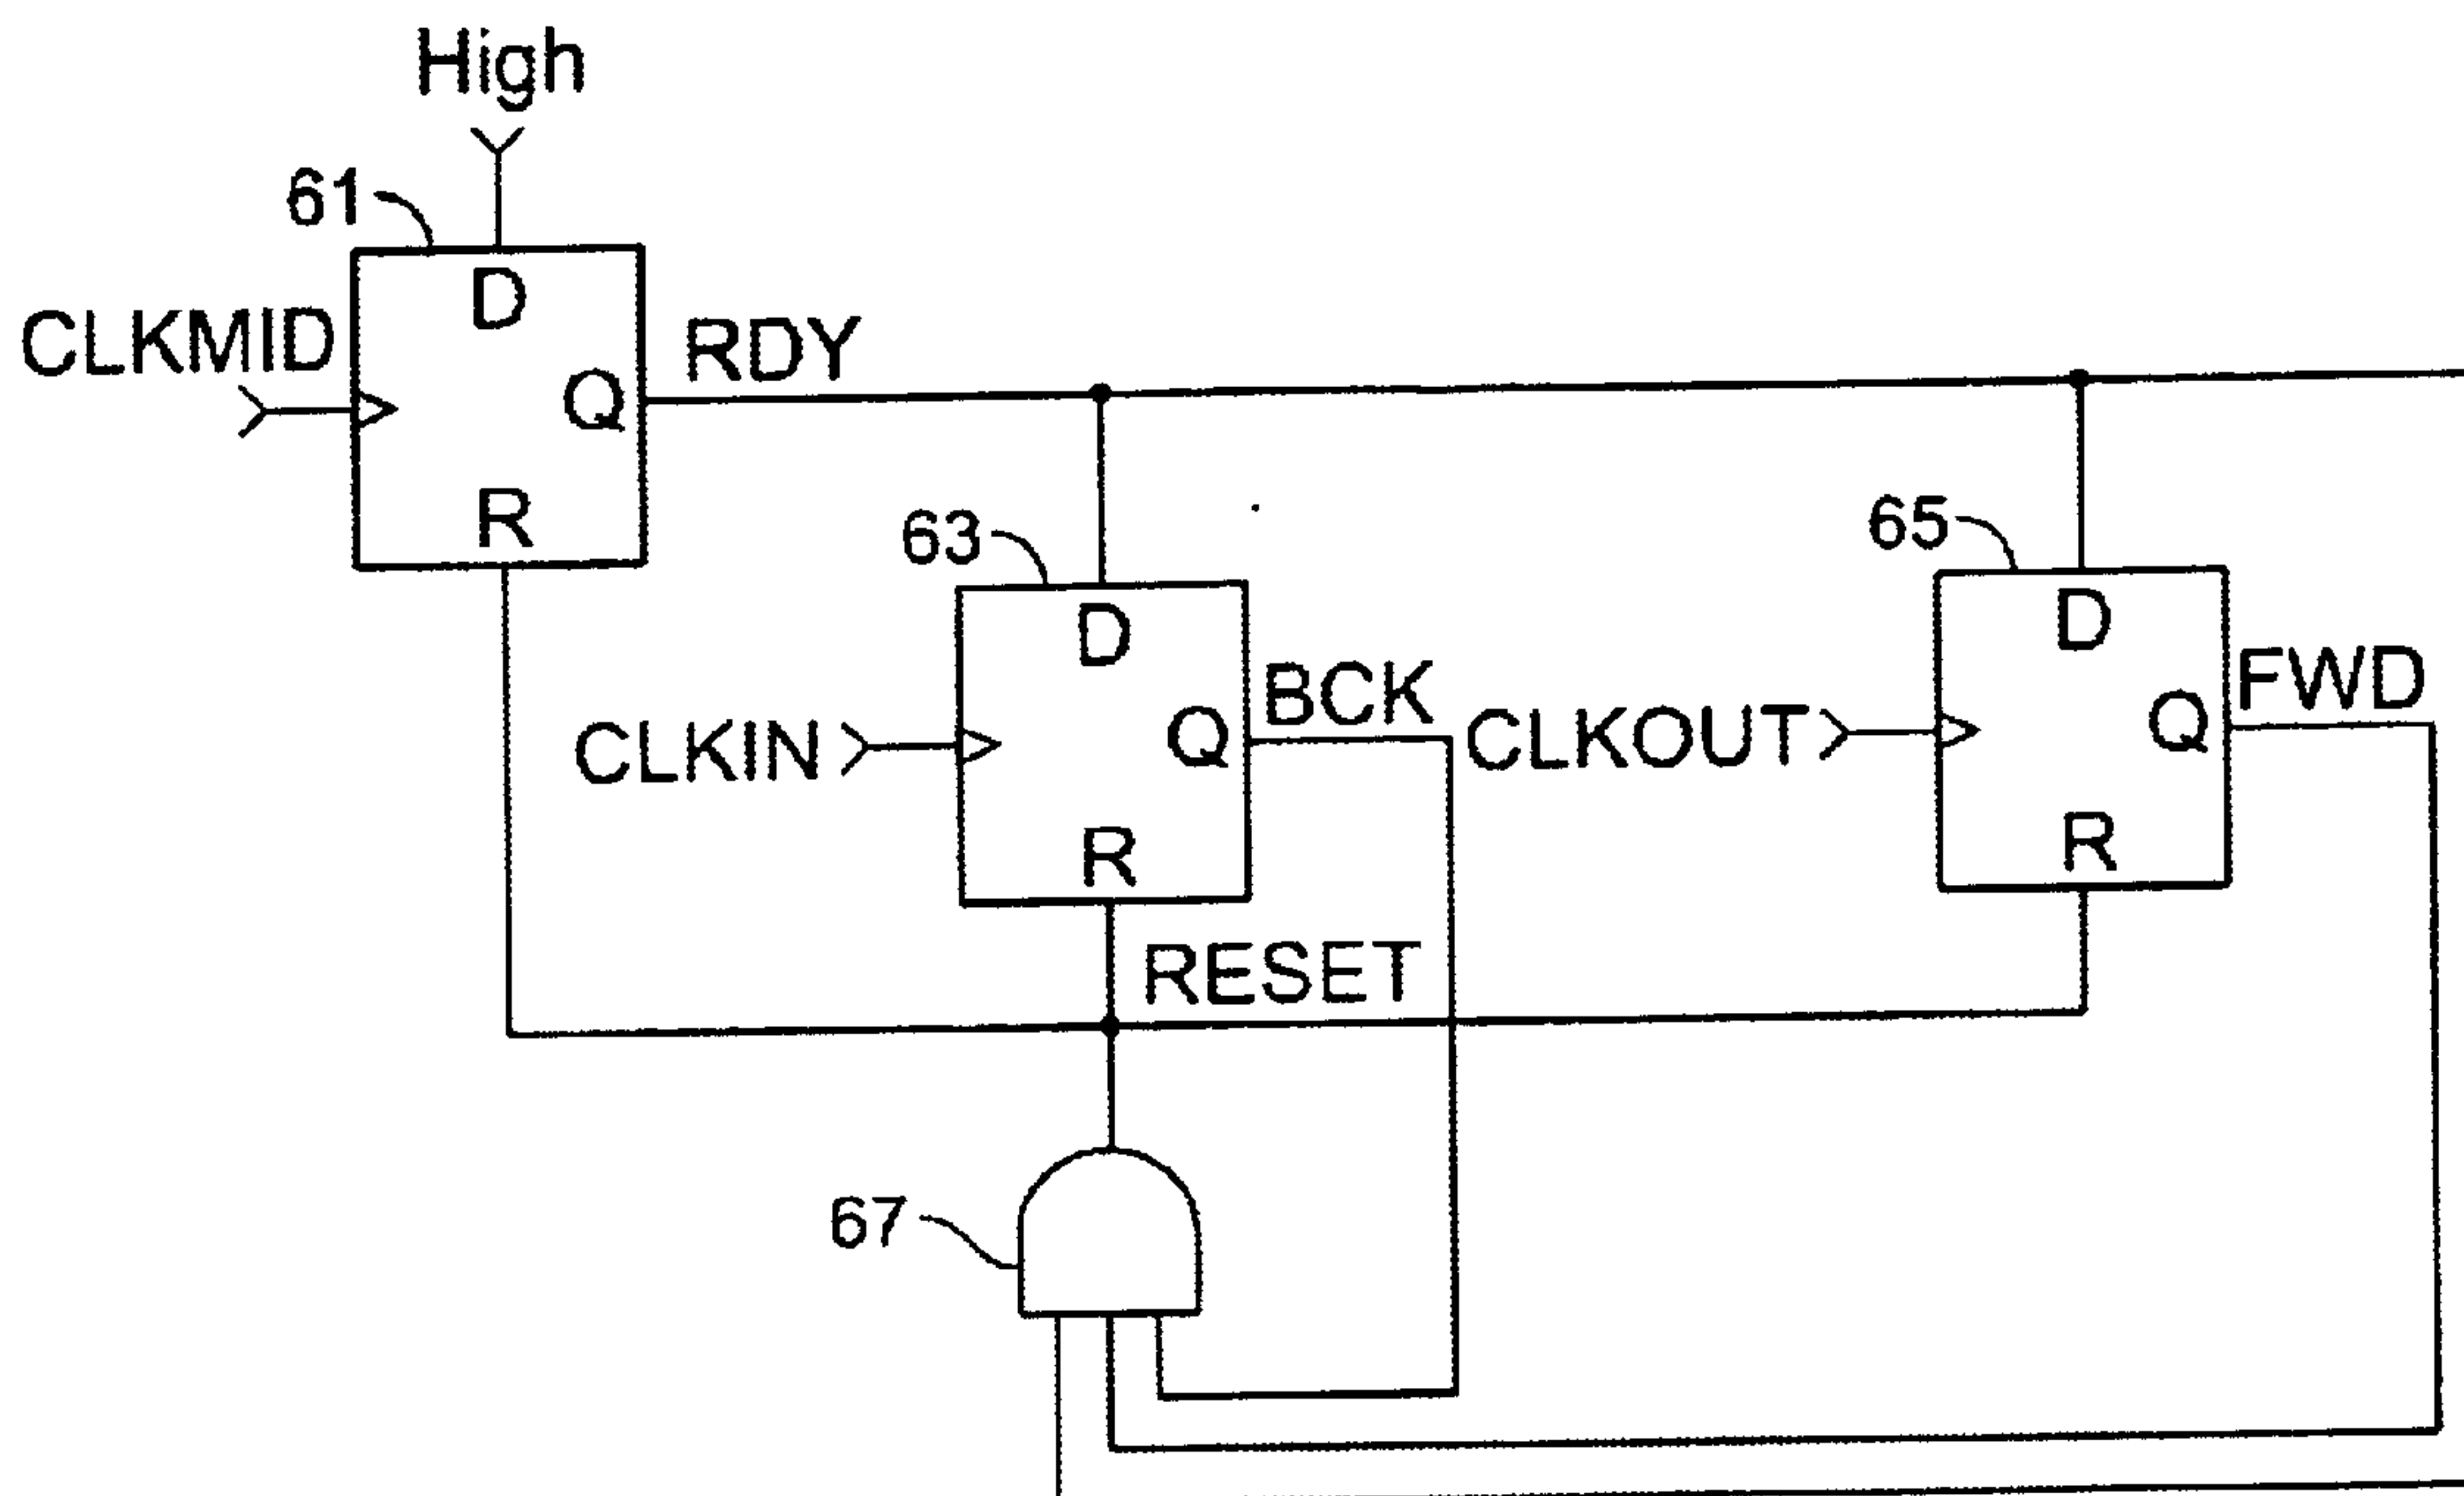 High
61
D
CLKMID
RDY
Q
R
63
65
D
D
BCK
FWD
Q
CLKIN
CLKOUT
Q
R
R
RESET
67